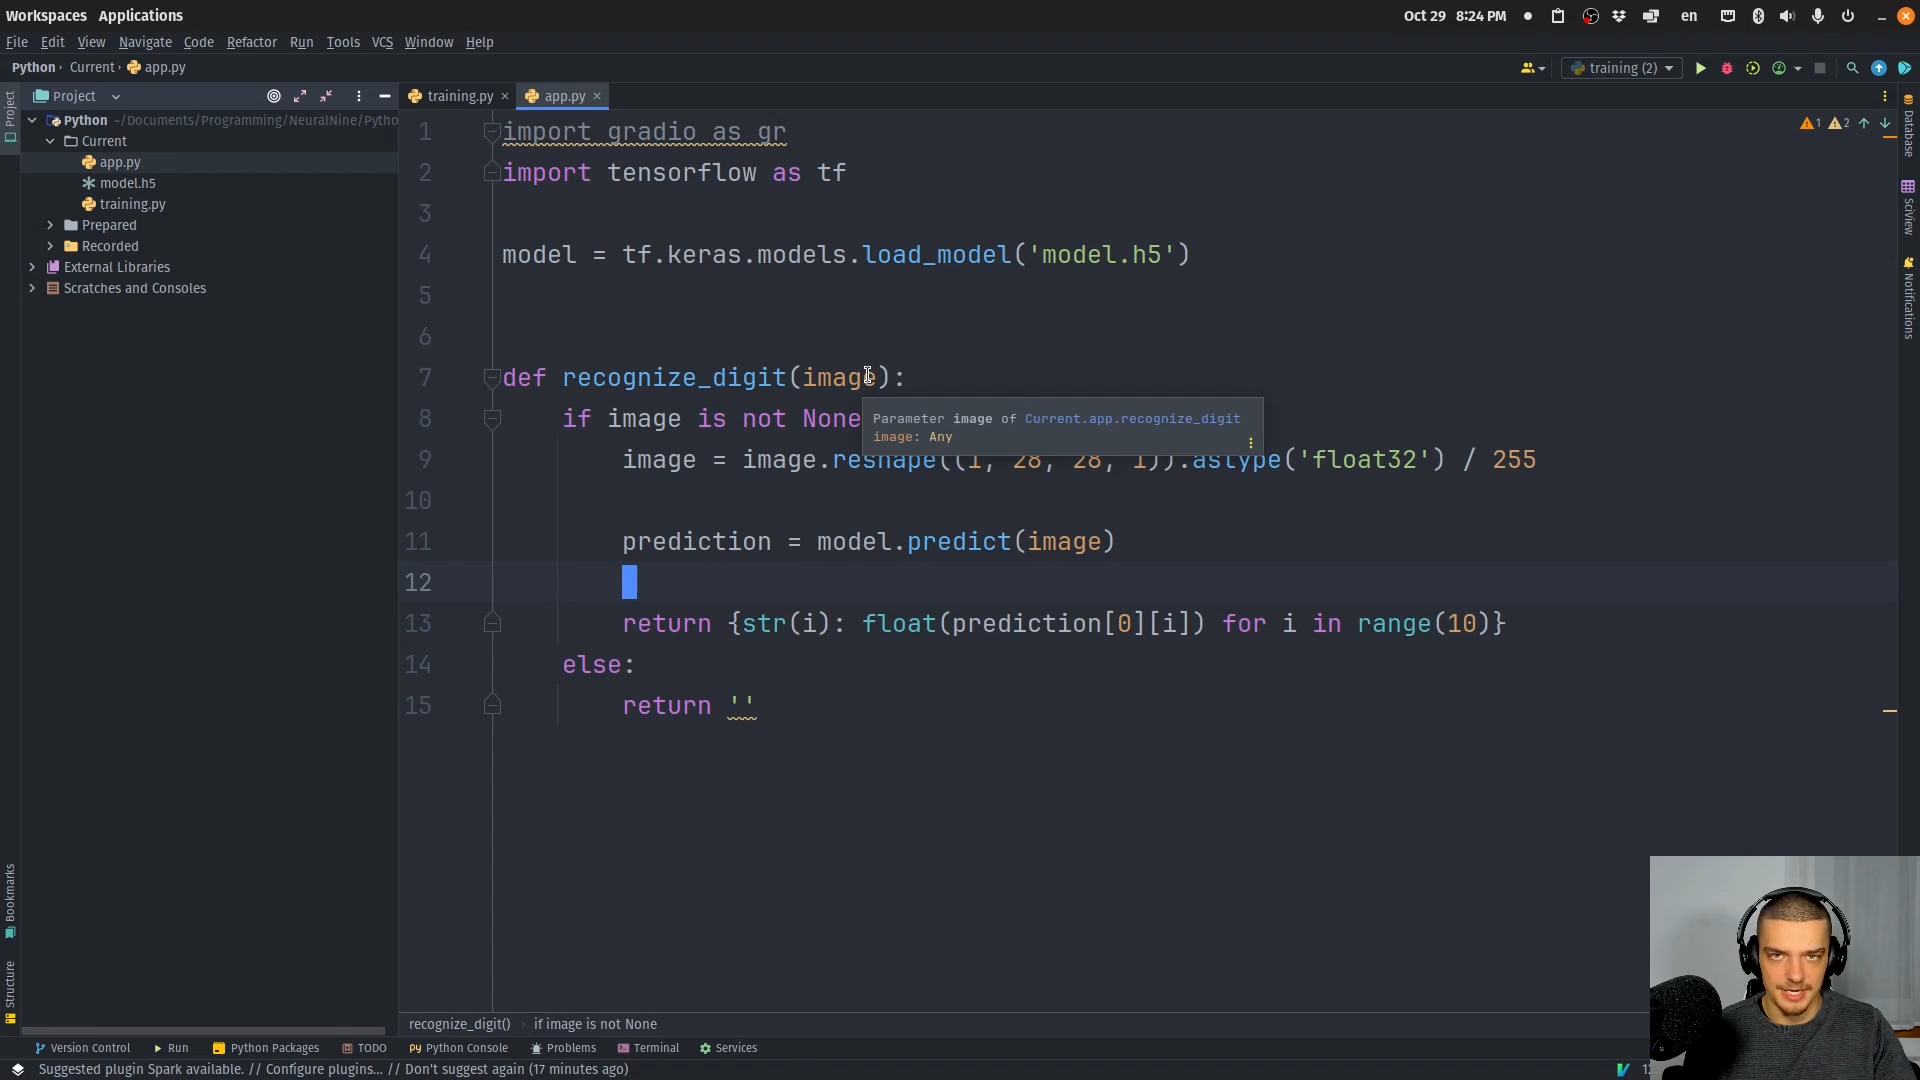 Workspaces Applications
Oct 29 8:24 PM
en
File Edit View Navigate Code Refactor Run Tools VCS Window Help
Python Current app.py
training (2)
Project
training.py
app.py
Python ~/Documents/Programming/NeuralNine/Pytho
Current
app.py
model.h5
training.py
Prepared
Recorded
External Libraries
Scratches and Consoles
1 import gradio as gr
2 import tensorflow as tf
3
4 model = tf.keras.models.load_model('model.h5')
5
6
7 def recognize_digit(image):
8 if image is not None
Parameter image of Current.app.recognize_digit
image: Any
9 image = image.reshape((1, 28, 28, 1)).astype('float32') / 255
10
11 prediction = model.predict(image)
12
13 return {str(i): float(prediction[0][i]) for i in range(10)}
14 else:
15 return ''
1 2
Project
Bookmarks
Structure
Database
SciView
Notifications
recognize_digit() if image is not None
Version Control Run Python Packages TODO Python Console Problems Terminal Services
Suggested plugin Spark available. // Configure plugins... // Don't suggest again (17 minutes ago)